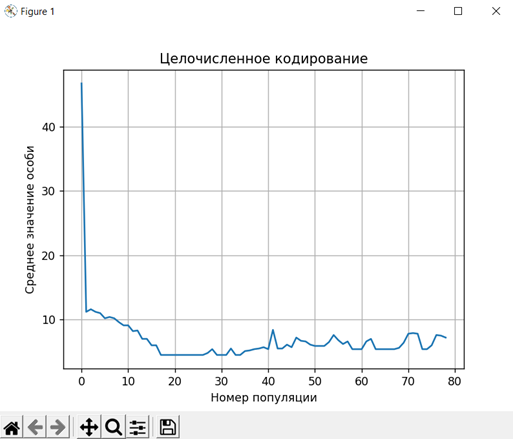 Figure 1
Целочисленное кодирование
Среднее значение особи
40
30
20
10
0 10 20 30 40 50 60 70 80
Номер популяции